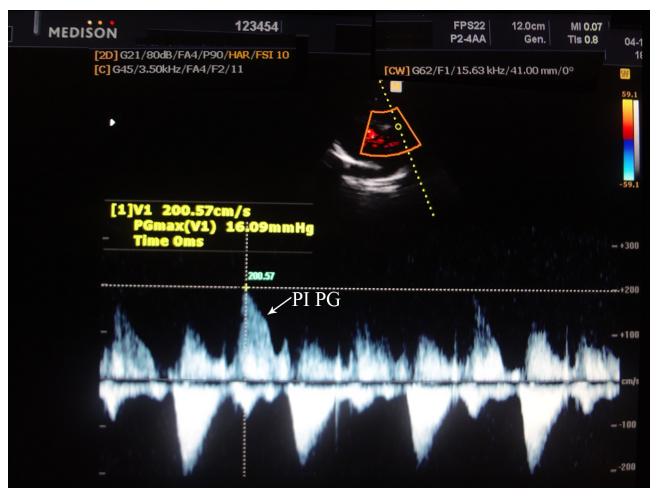 MEDISON
123454
FPS22 12.0cm MI 0.07
P2-4AA Gen. TIs 0.8 04-1
[2D] G21/80dB/FA4/P90/HAR/FSI 10
[C] G45/3.50kHz/FA4/F2/11
[CW] G62/F1/15.63 kHz/41.00 mm/0°
59.1
-59.1
[1]V1 200.57cm/s
PGmax(V1) 16.09mmHg
Time 0ms
+300
200.57
+200
PI PG
+100
cm/s
-100
-200